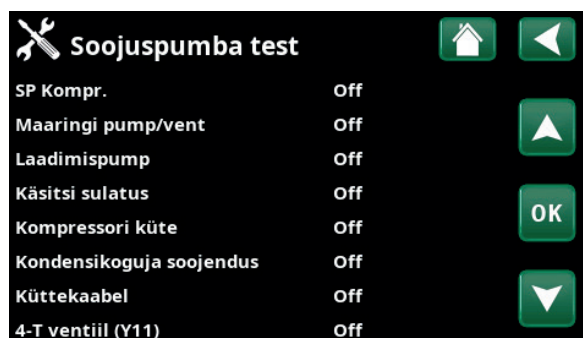 Soojuspumba test
SP Kompr. Off
Maaringi pump/vent Off
Laadimispump Off
Käsitsi sulatus Off
OK
Kompressori küte Off
Kondensikoguja soojendus Off
Küttekaabel Off
4-T ventiil (Y11) Off